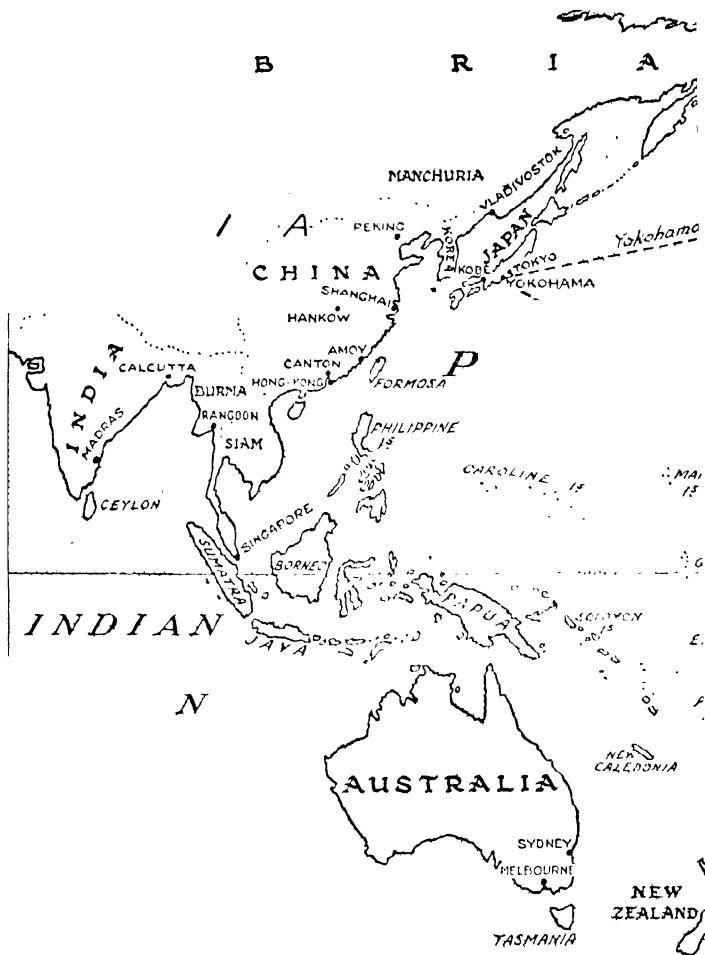 B R I A
MANCHURIA
VLADIVOSTOK
I A
PEKING
KOREA
JAPAN
Yokohama
CHINA
KOBE
TOKYO
YOKOHAMA
SHANGHAI
HANKOW
AMOY
P
INDIA
CALCUTTA
CANTON
BURMA
HONG-KONG
FORMOSA
RANGOON
MADRAS
SIAM
PHILIPPINE
IS
CAROLINE IS
MAR
IS
CEYLON
SINGAPORE
SUMATRA
BORNEO
G
PAPUA
INDIAN
JAVA
E.
N
NEW
CALEDONIA
AUSTRALIA
SYDNEY
MELBOURNE
NEW
ZEALAND
TASMANIA